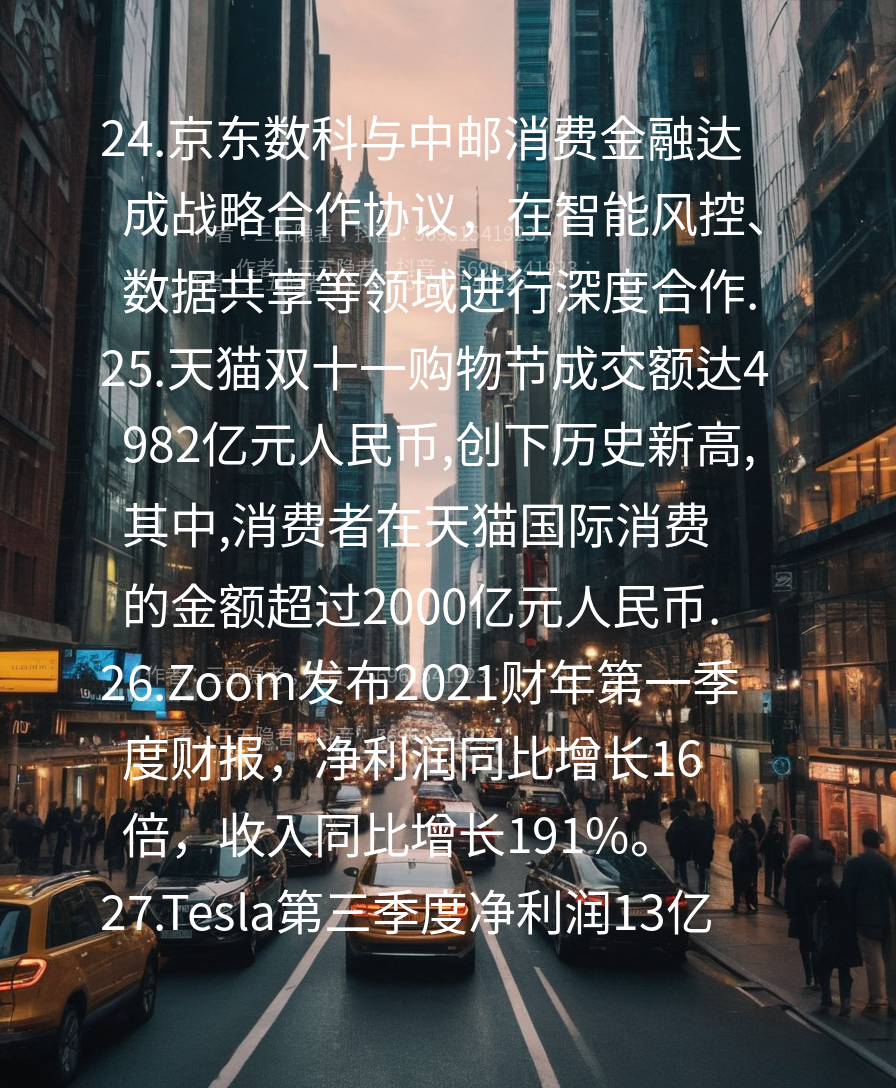 24.京东数科与中邮消费金融达
成战略合作协议，在智能风控、
数据共享等领域进行深度合作.
25.天猫双十一购物节成交额达4
982亿元人民币,创下历史新高,
其中,消费者在天猫国际消费
的金额超过2000亿元人民币.
26.Zoom发布2021财年第一季
度财报，净利润同比增长16
倍，收入同比增长191%。
27.Tesla第三季度净利润13亿